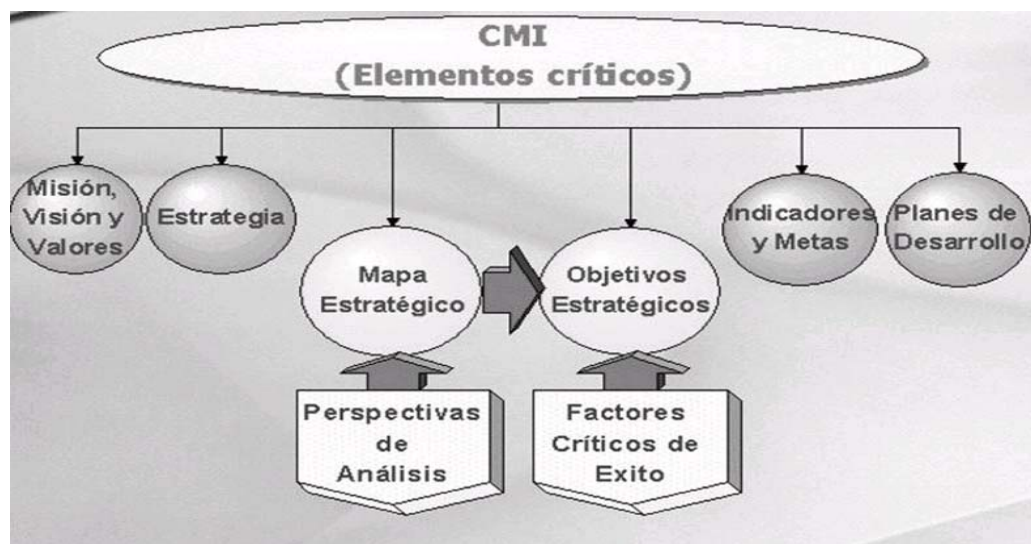 CMI
(Elementos críticos)
Misión,
Visión y
Valores
Estrategia
Mapa
Estratégico
Objetivos
Estratégicos
Indicadores
y Metas
Planes de
Desarrollo
Perspectivas
de
Análisis
Factores
Críticos de
Exito